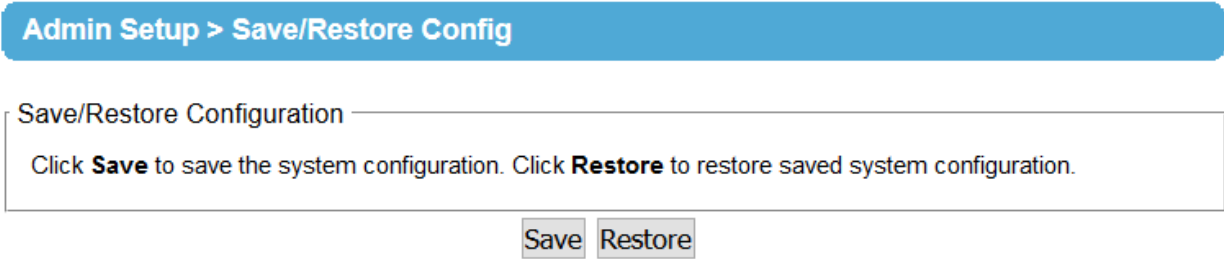 Admin Setup > Save/Restore Config
Save/Restore Configuration
Click Save to save the system configuration. Click Restore to restore saved system configuration.
Save Restore